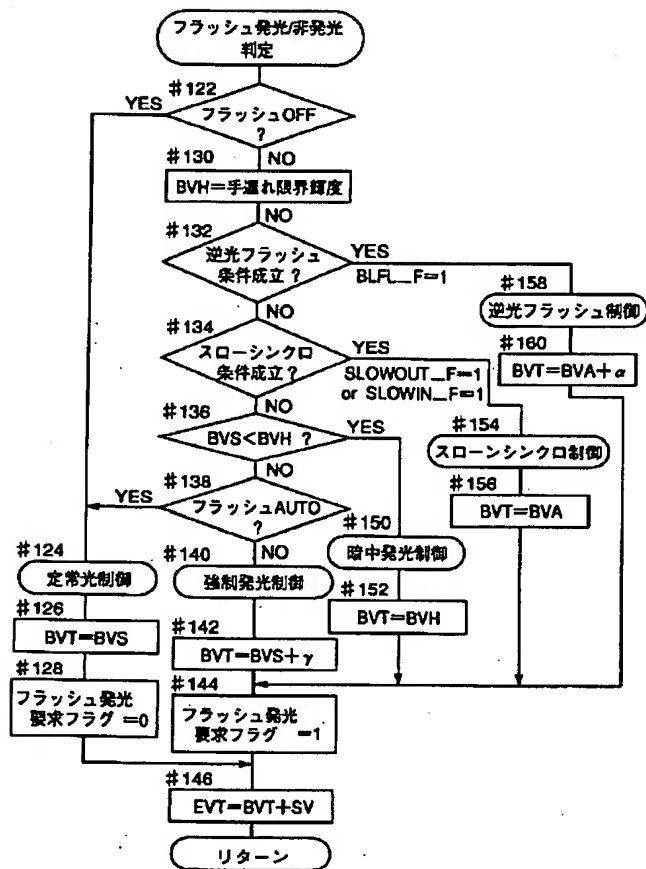 フラッシュ発光/非発光
判定
#122
YES
フラッシュOFF
?
#130
NO
BVH=手遅れ限界輝度
NO
#132
逆光フラッシュ
条件成立?
YES
BLFL_F=1
#158
逆光フラッシュ制御
NO
#134
スローシンクロ
条件成立?
YES
SLOWOUT_F=1
or SLOWIN_F=1
#160
BVT=BVA+α
NO
#136
BVS<BVH ?
YES
#154
スローンシンクロ制御
NO
#138
YES
フラッシュAUTO
?
#156
BVT=BVA
#150
暗中発光制御
#124
定常光制御
#140
NO
強制発光制御
#152
BVT=BVH
#126
BVT=BVS
#142
BVT=BVS+γ
#128
フラッシュ発光
要求フラグ =0
#144
フラッシュ発光
要求フラグ =1
#146
EVT=BVT+SV
リターン